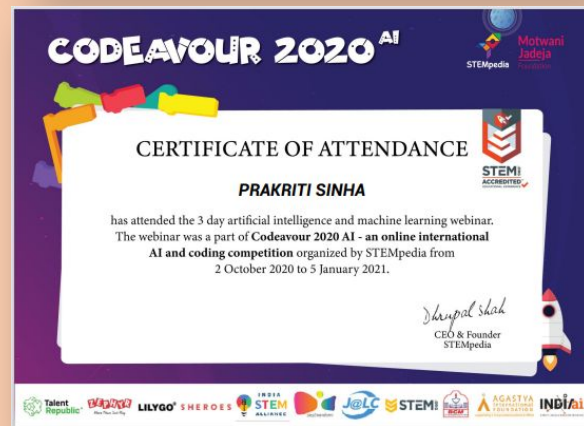 CODEAVOUR 2020 AI
STEMpedia
Motwani
Jadeja
CERTIFICATE OF ATTENDANCE
STEM
ACCREDITED
PRAKRITI SINHA
has attended the 3 day artificial intelligence and machine learning webinar.
The webinar was a part of Codeavour 2020 AI - an online international
AI and coding competition organized by STEMpedia from
2 October 2020 to 5 January 2021.
Dhrupal Shah
CEO & Founder
STEMpedia
Talent
Republic
ZEPHYR
LILYGO®
SHEROES
INDIA
STEM
ALLIANCE
J@LC
STEM
AGASTYA
INTERNATIONAL
FOUNDATION
INDIAai